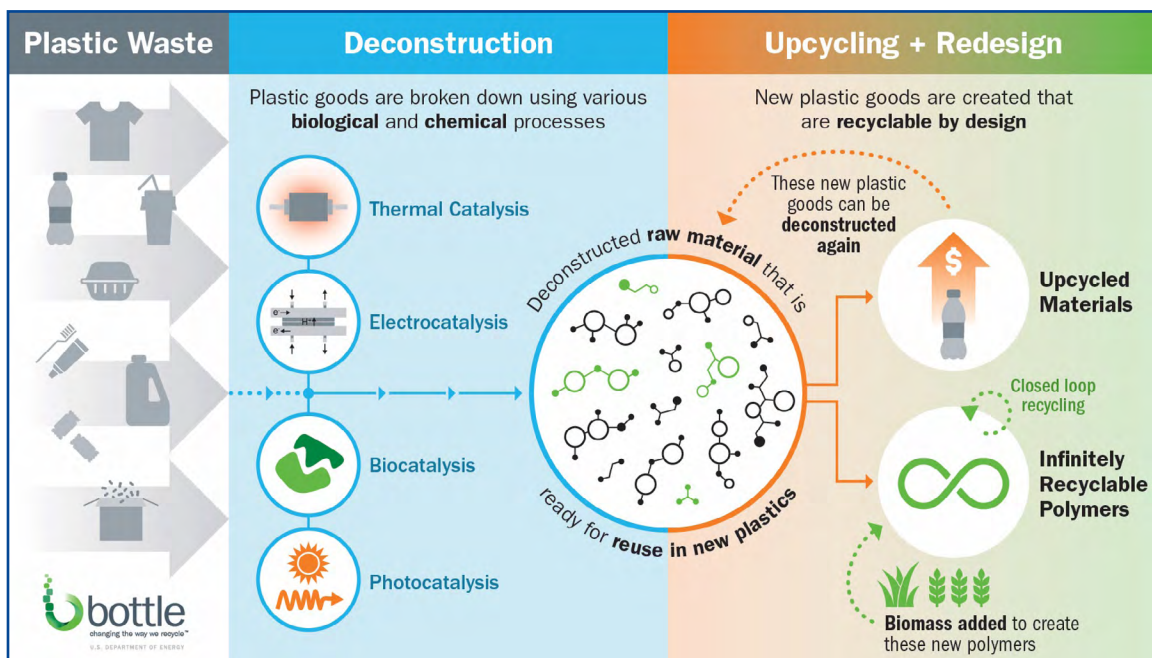 Plastic Waste
Deconstruction
Upcycling + Redesign
Plastic goods are broken down using various
biological and chemical processes
New plastic goods are created that
are recyclable by design
Thermal Catalysis
e⁻
H⁺
e⁻
Electrocatalysis
Biocatalysis
Photocatalysis
Deconstructed raw material that is
ready for reuse in new plastics
These new plastic
goods can be
deconstructed
again
$
Upcycled
Materials
Closed loop
recycling
Infinitely
Recyclable
Polymers
Biomass added to create
these new polymers
bottle
changing the way we recycle™
U.S. DEPARTMENT OF ENERGY